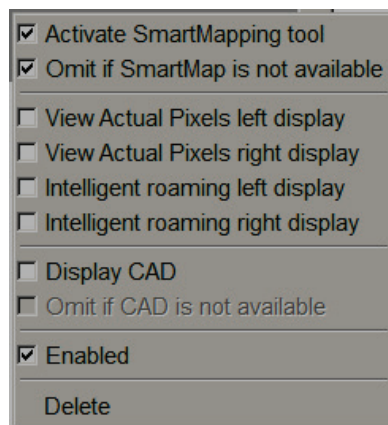 Activate SmartMapping tool
Omit if SmartMap is not available
View Actual Pixels left display
View Actual Pixels right display
Intelligent roaming left display
Intelligent roaming right display
Display CAD
Omit if CAD is not available
Enabled
Delete